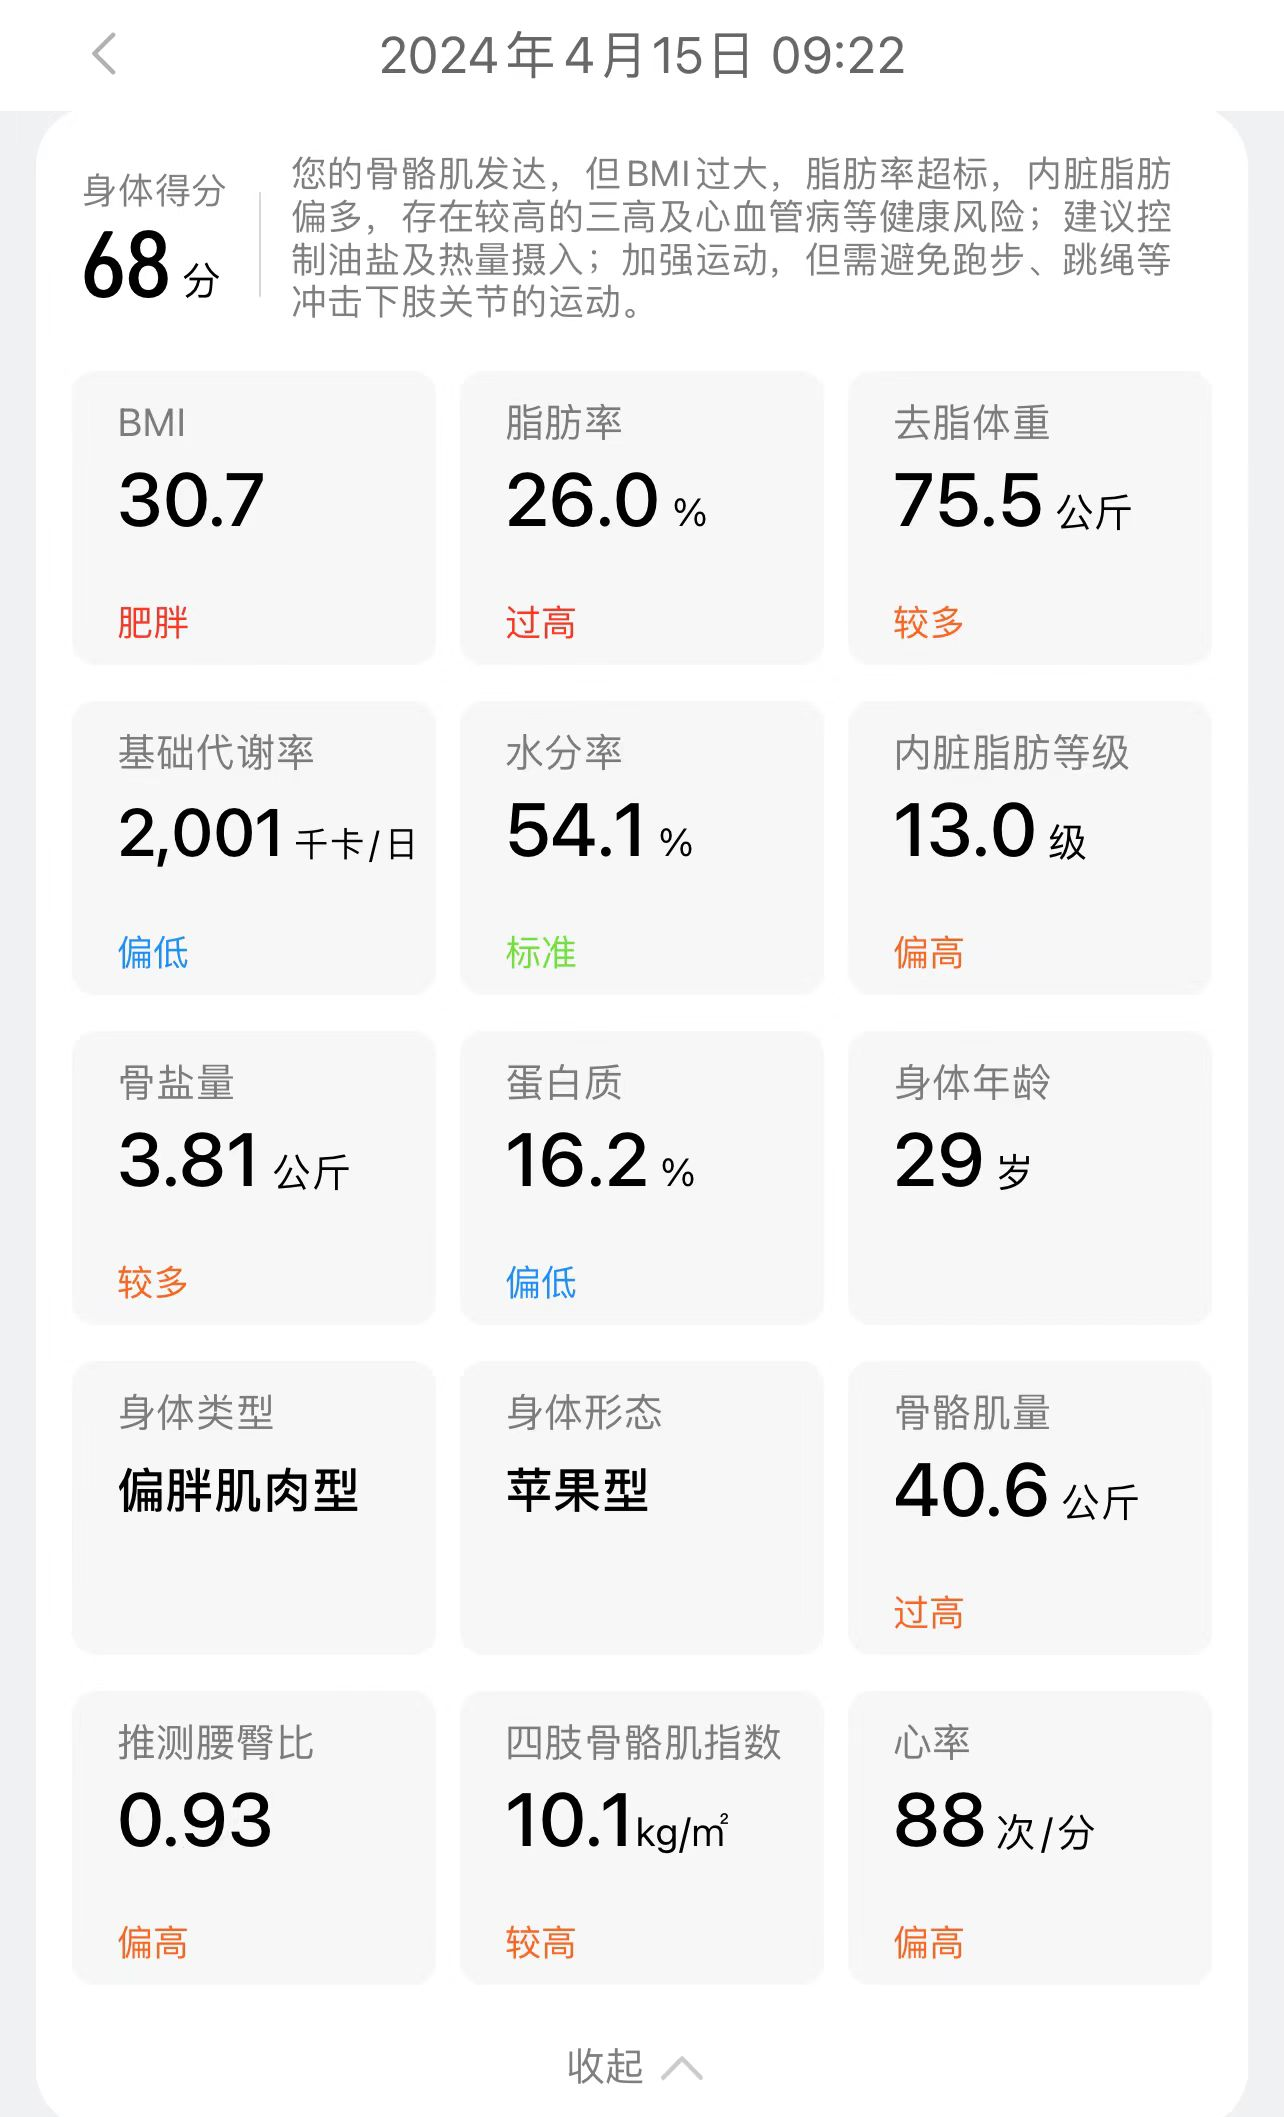 2024年4月15日 09:22
身体得分
68 分
您的骨骼肌发达，但BMI过大，脂肪率超标，内脏脂肪
偏多，存在较高的三高及心血管病等健康风险；建议控
制油盐及热量摄入；加强运动，但需避免跑步、跳绳等
冲击下肢关节的运动。
BMI
30.7
肥胖
脂肪率
26.0 %
过高
去脂体重
75.5 公斤
较多
基础代谢率
2,001 千卡/日
偏低
水分率
54.1 %
标准
内脏脂肪等级
13.0 级
偏高
骨盐量
3.81 公斤
较多
蛋白质
16.2 %
偏低
身体年龄
29 岁
身体类型
偏胖肌肉型
身体形态
苹果型
骨骼肌量
40.6 公斤
过高
推测腰臀比
0.93
偏高
四肢骨骼肌指数
10.1kg/㎡
较高
心率
88 次/分
偏高
收起